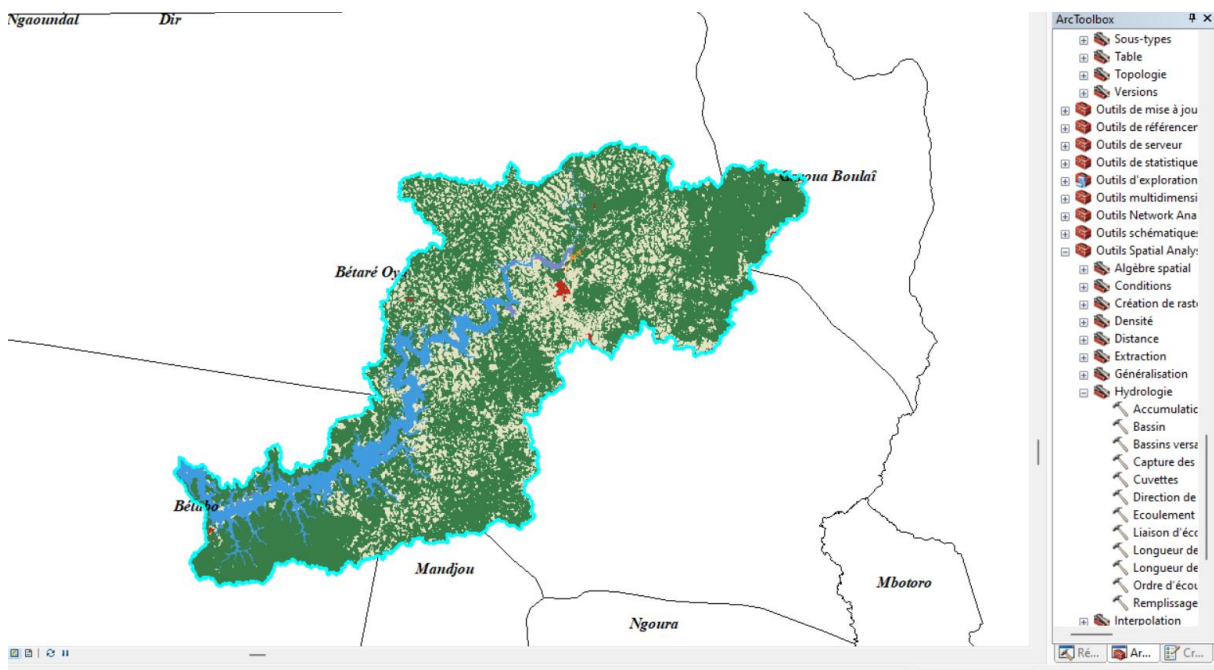 Ngaoundal
Dir
oua Boulaî
Bétaré Oy
Bétabo
Mandjou
Ngoura
Mbotoro
ArcToolbox
Sous-types
Table
Topologie
Versions
Outils de mise à jou
Outils de référencer
Outils de serveur
Outils de statistique
Outils d'exploration
Outils multidimensi
Outils Network Ana
Outils schématiques
Outils Spatial Analys
Algèbre spatial
Conditions
Création de rast
Densité
Distance
Extraction
Généralisation
Hydrologie
Accumulatic
Bassin
Bassins versa
Capture des
Cuvettes
Direction de
Ecoulement
Liaison d'écc
Longueur de
Longueur de
Ordre d'écou
Remplissage
Interpolation
Ré...
Ar...
Cr...